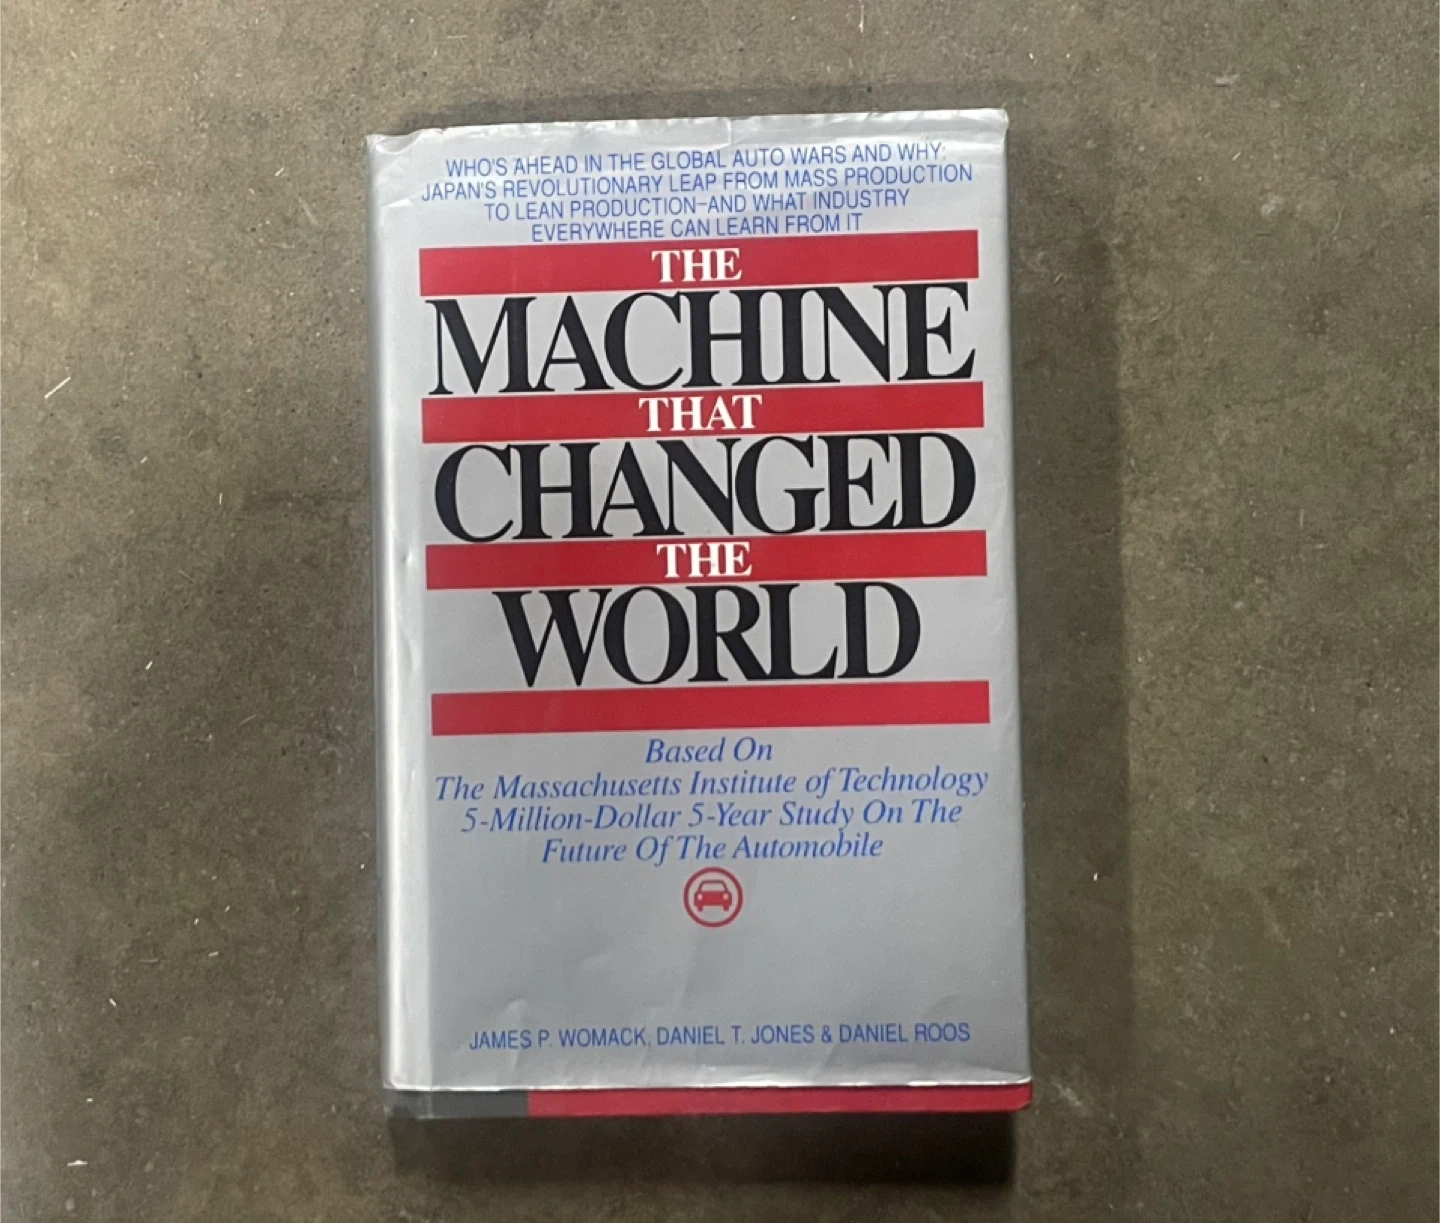 WHO'S AHEAD IN THE GLOBAL AUTO WARS AND WHY:
JAPAN'S REVOLUTIONARY LEAP FROM MASS PRODUCTION
TO LEAN PRODUCTION–AND WHAT INDUSTRY
EVERYWHERE CAN LEARN FROM IT
THE
MACHINE
THAT
CHANGED
THE
WORLD
Based On
The Massachusetts Institute of Technology
5-Million-Dollar 5-Year Study On The
Future Of The Automobile
JAMES P. WOMACK, DANIEL T. JONES & DANIEL ROOS